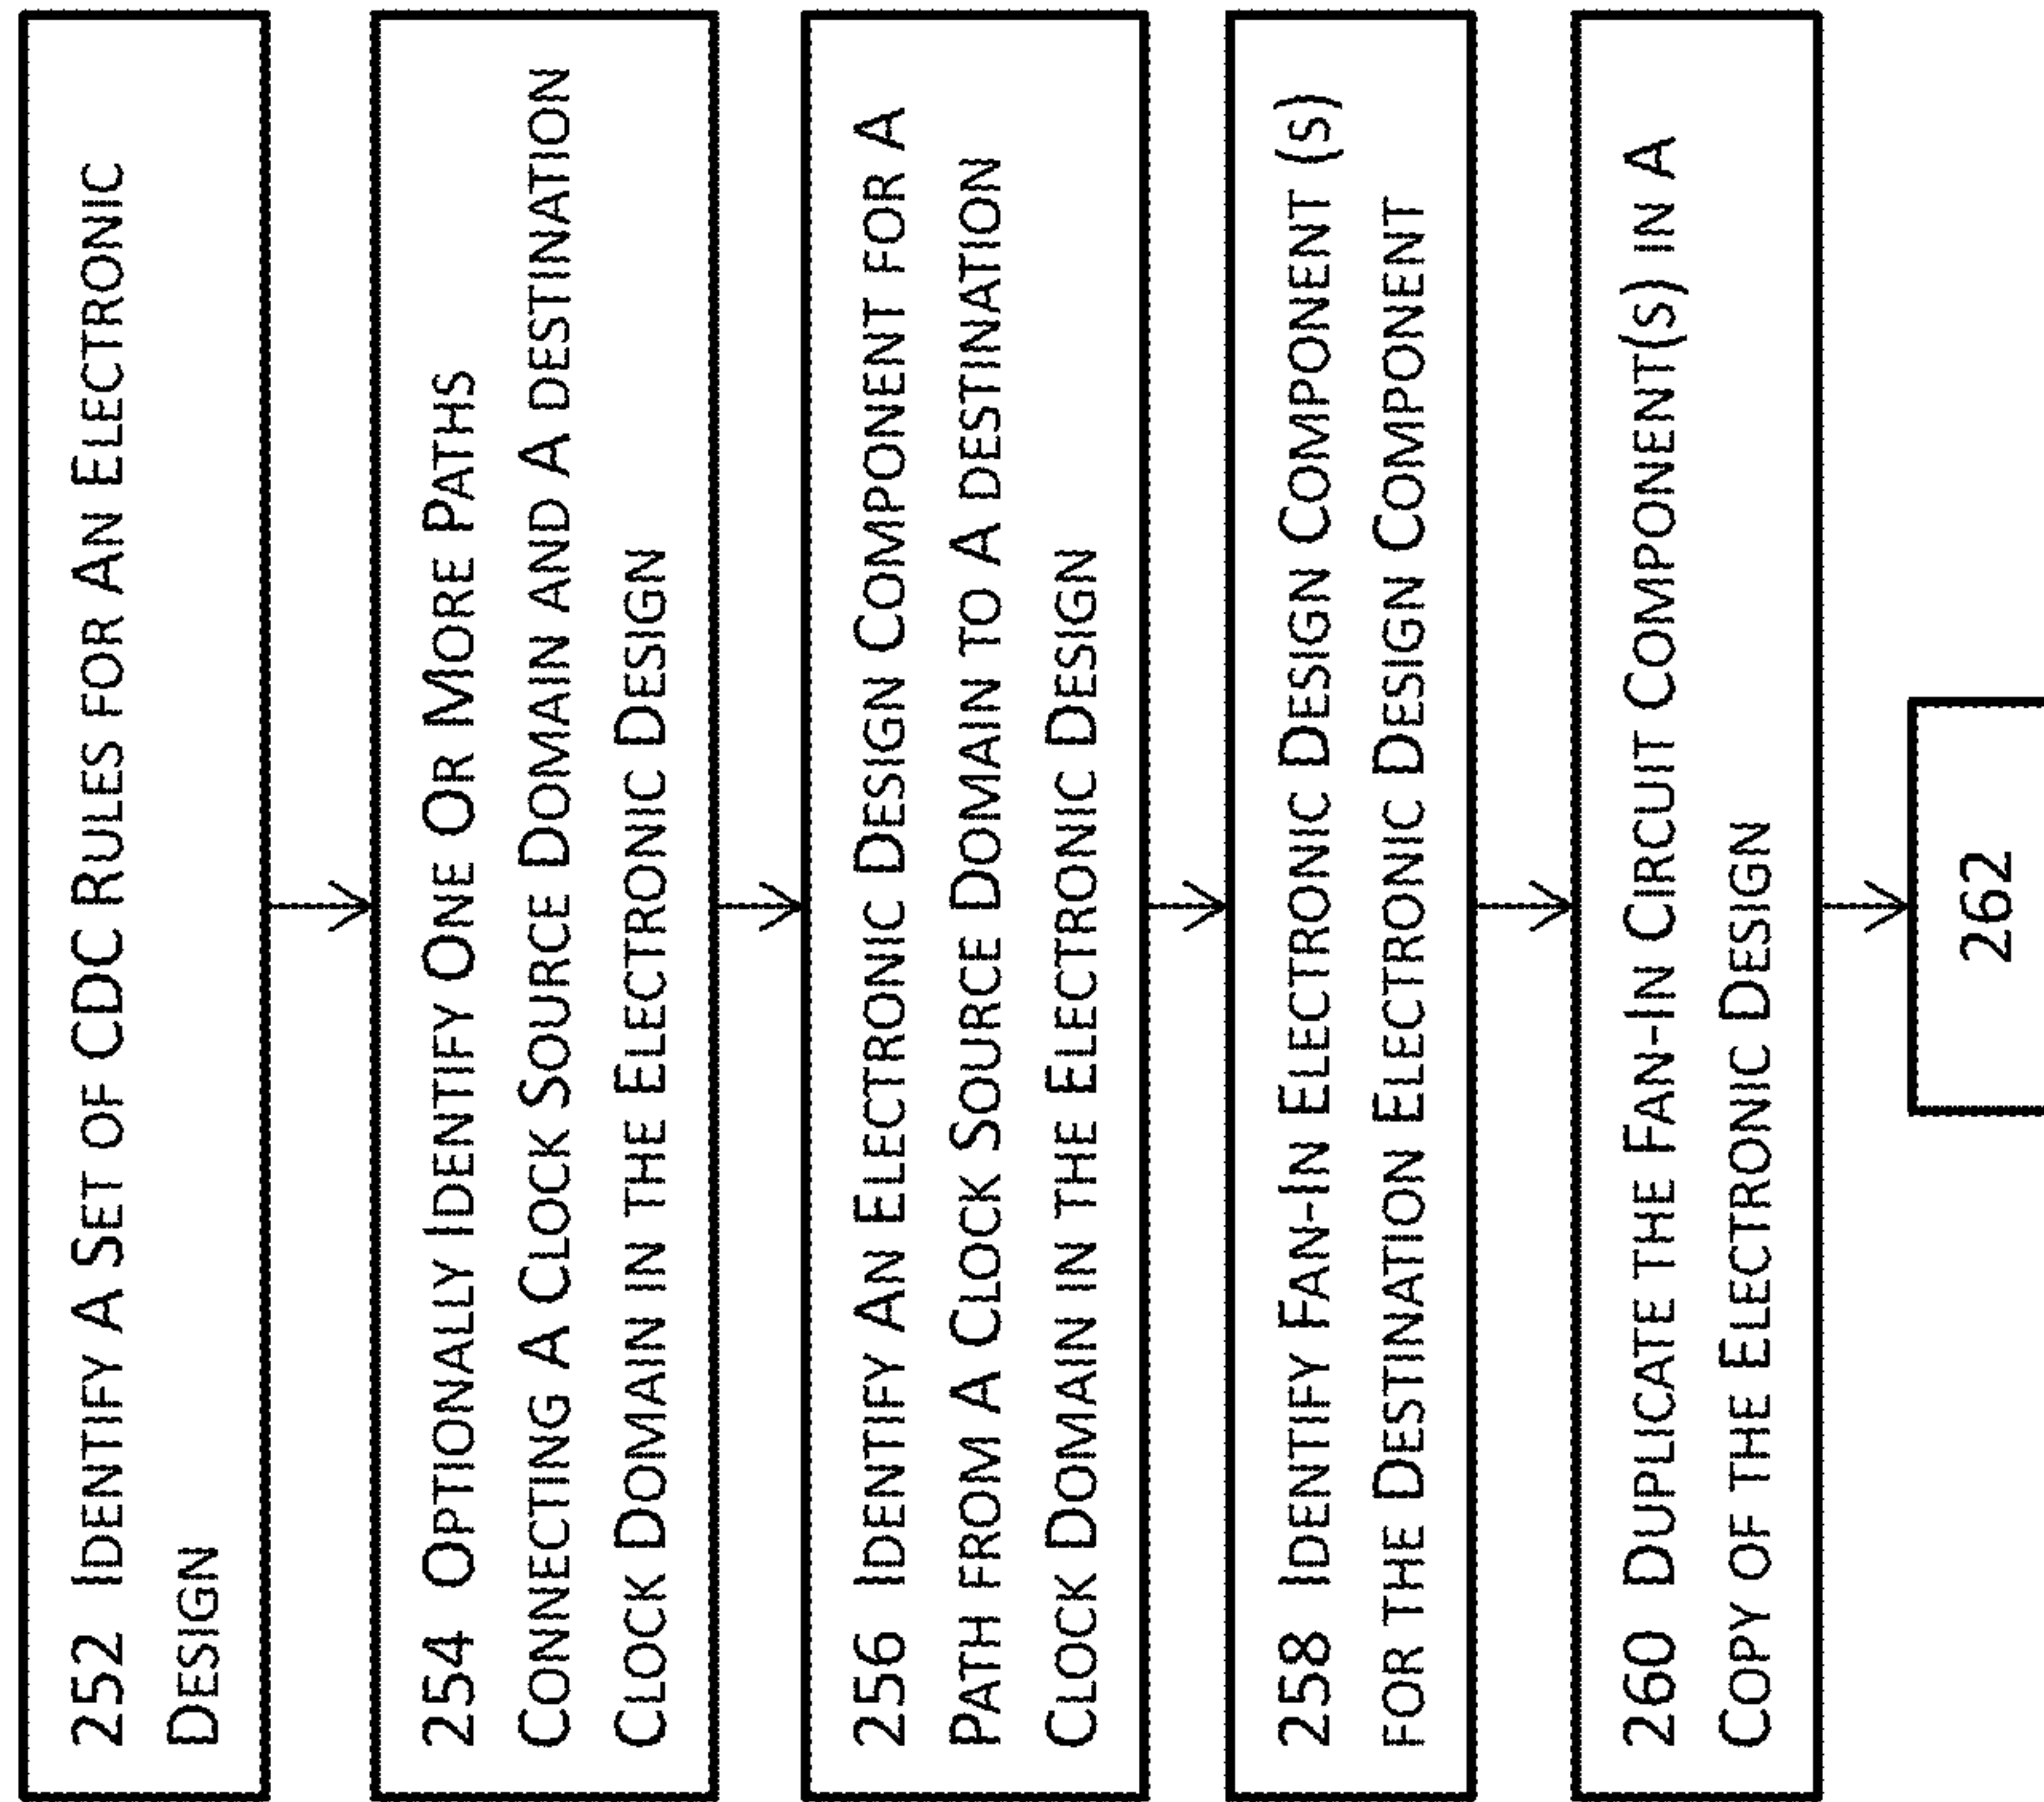 252 Identify A Set of CDC Rules for An Electronic
Design
254 Optionally Identify One Or More Paths
Connecting A Clock Source Domain and A destination
Clock Domain in the Electronic Design
256 Identify An Electronic Design Component for A
Path from A Clock Source Domain to A destination
Clock Domain in the Electronic Design
258 Identify Fan-In Electronic Design Component (s)
for the Destination Electronic Design Component
260 Duplicate the Fan-In Circuit Component(s) in A
Copy of the Electronic Design
262